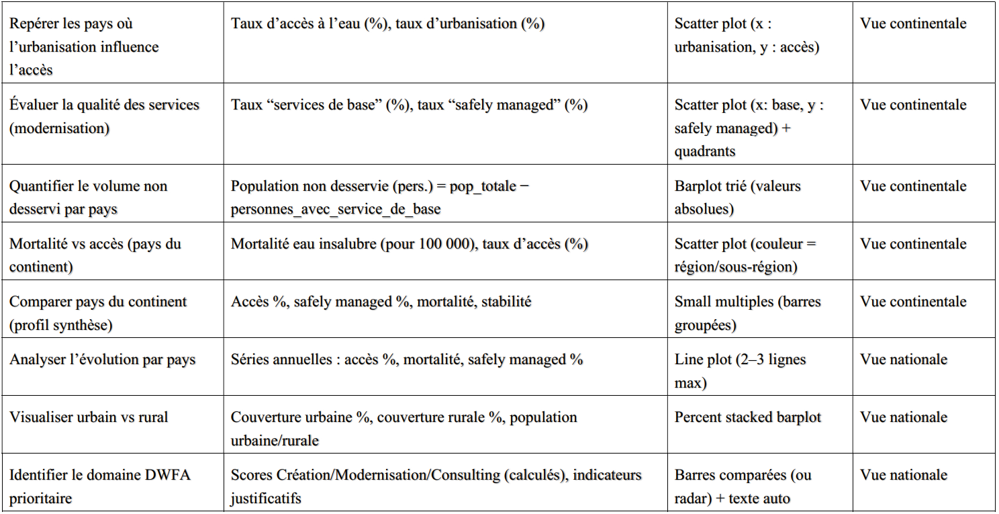 Repérer les pays où
l’urbanisation influence
l’accès
Taux d’accès à l’eau (%), taux d’urbanisation (%)
Scatter plot (x :
urbanisation, y : accès)
Vue continentale
Évaluer la qualité des services
(modernisation)
Taux “services de base” (%), taux “safely managed” (%)
Scatter plot (x: base, y :
safely managed) +
quadrants
Vue continentale
Quantifier le volume non
desservi par pays
Population non desservie (pers.) = pop_totale −
personnes_avec_service_de_base
Barplot trié (valeurs
absolues)
Vue continentale
Mortalité vs accès (pays du
continent)
Mortalité eau insalubre (pour 100 000), taux d’accès (%)
Scatter plot (couleur =
région/sous-région)
Vue continentale
Comparer pays du continent
(profil synthèse)
Accès %, safely managed %, mortalité, stabilité
Small multiples (barres
groupées)
Vue continentale
Analyser l’évolution par pays
Séries annuelles : accès %, mortalité, safely managed %
Line plot (2–3 lignes
max)
Vue nationale
Visualiser urbain vs rural
Couverture urbaine %, couverture rurale %, population
urbaine/rurale
Percent stacked barplot
Vue nationale
Identifier le domaine DWFA
prioritaire
Scores Création/Modernisation/Consulting (calculés), indicateurs
justificatifs
Barres comparées (ou
radar) + texte auto
Vue nationale